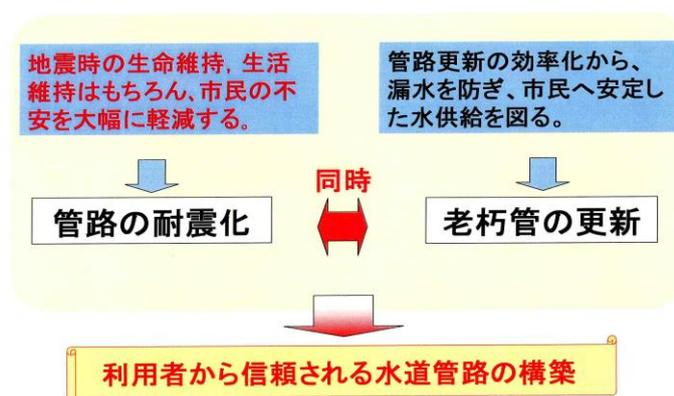 地震時の生命維持, 生活
維持はもちろん、市民の不
安を大幅に軽減する。
管路更新の効率化から、
漏水を防ぎ、市民へ安定し
た水供給を図る。
同時
管路の耐震化
老朽管の更新
利用者から信頼される水道管路の構築